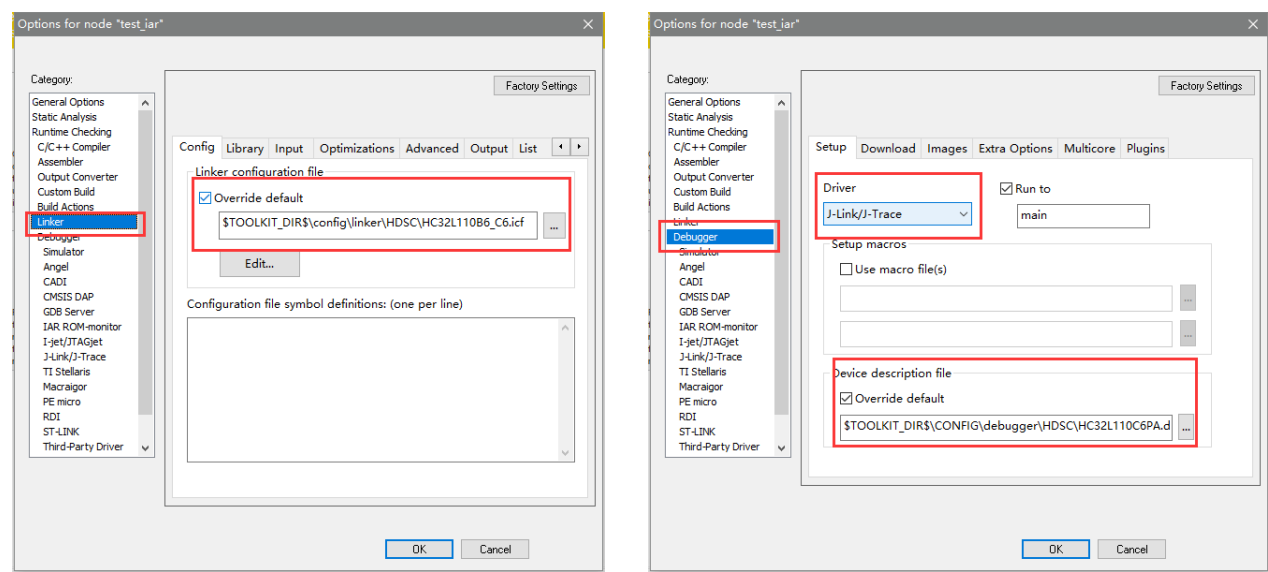 Options for node "test_iar"
Category:
Factory Settings
General Options
Static Analysis
Runtime Checking
C/C++ Compiler
Assembler
Output Converter
Custom Build
Build Actions
Linker
Debugger
Simulator
Angel
CADI
CMSIS DAP
GDB Server
IAR ROM-monitor
I-jet/JTAGjet
J-Link/J-Trace
TI Stellaris
Macraigor
PE micro
RDI
ST-LINK
Third-Party Driver
Config Library Input Optimizations Advanced Output List
Linker configuration file
Override default
$TOOLKIT_DIR$\config\linker\HDSC\HC32L110B6_C6.icf
...
Edit...
Configuration file symbol definitions: (one per line)
OK Cancel
Options for node "test_iar"
Category:
Factory Settings
General Options
Static Analysis
Runtime Checking
C/C++ Compiler
Assembler
Output Converter
Custom Build
Build Actions
Linker
Debugger
Simulator
Angel
CADI
CMSIS DAP
GDB Server
IAR ROM-monitor
I-jet/JTAGjet
J-Link/J-Trace
TI Stellaris
Macraigor
PE micro
RDI
ST-LINK
Third-Party Driver
Setup Download Images Extra Options Multicore Plugins
Driver
J-Link/J-Trace
Run to
main
Setup macros
Use macro file(s)
...
...
Device description file
Override default
$TOOLKIT_DIR$\CONFIG\debugger\HDSC\HC32L110C6PA.d
...
OK Cancel